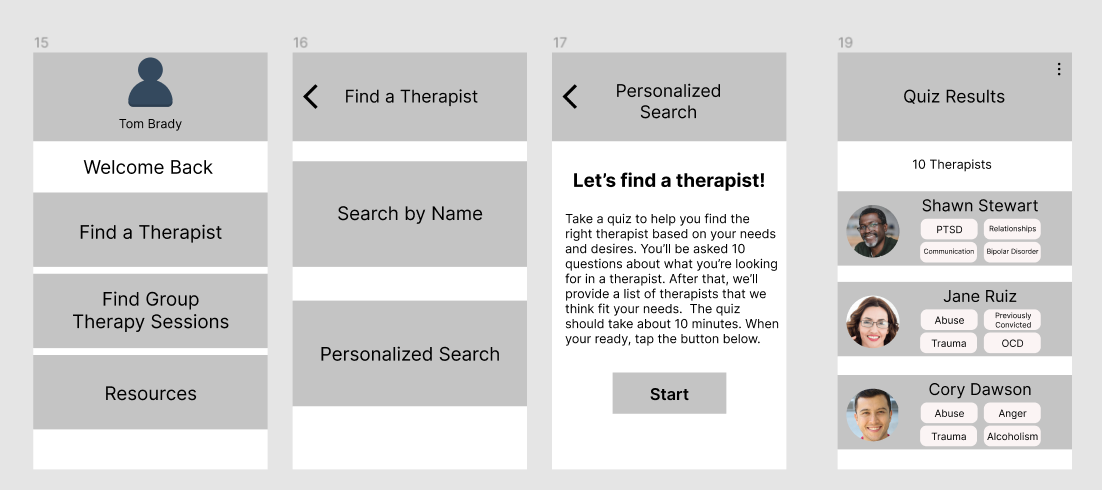 15
Tom Brady
Welcome Back
Find a Therapist
Find Group
Therapy Sessions
Resources
16
Find a Therapist
Search by Name
Personalized Search
17
Personalized
Search
Let’s find a therapist!
Take a quiz to help you find the
right therapist based on your needs
and desires. You’ll be asked 10
questions about what you’re looking
for in a therapist. After that, we’ll
provide a list of therapists that we
think fit your needs.  The quiz
should take about 10 minutes. When
your ready, tap the button below.
Start
19
Quiz Results
10 Therapists
Shawn Stewart
PTSD
Relationships
Communication
Bipolar Disorder
Jane Ruiz
Abuse
Previously
Convicted
Trauma
OCD
Cory Dawson
Abuse
Anger
Trauma
Alcoholism